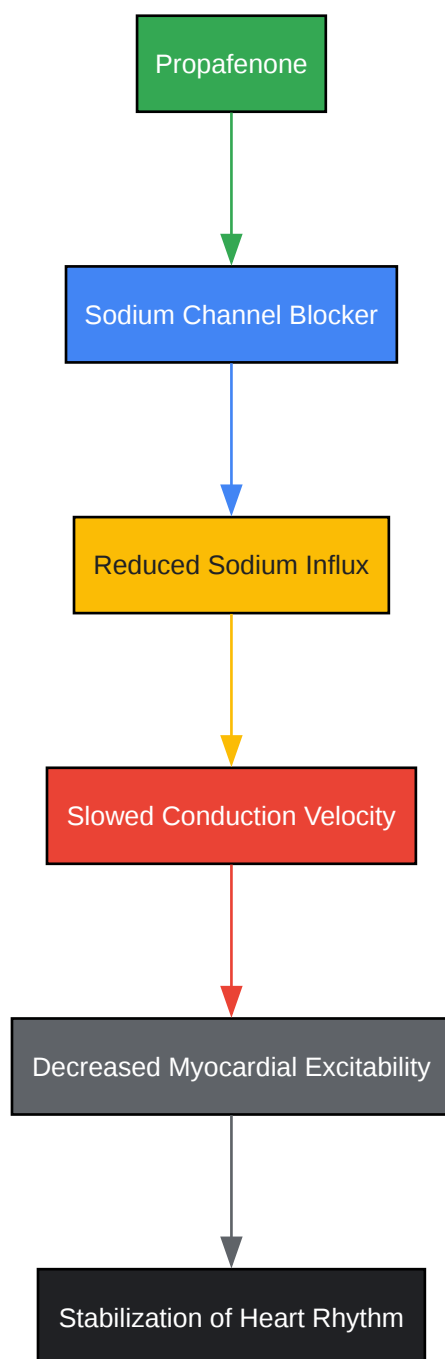 Propafenone
Sodium Channel Blocker
Reduced Sodium Influx
Slowed Conduction Velocity
Decreased Myocardial Excitability
Stabilization of Heart Rhythm